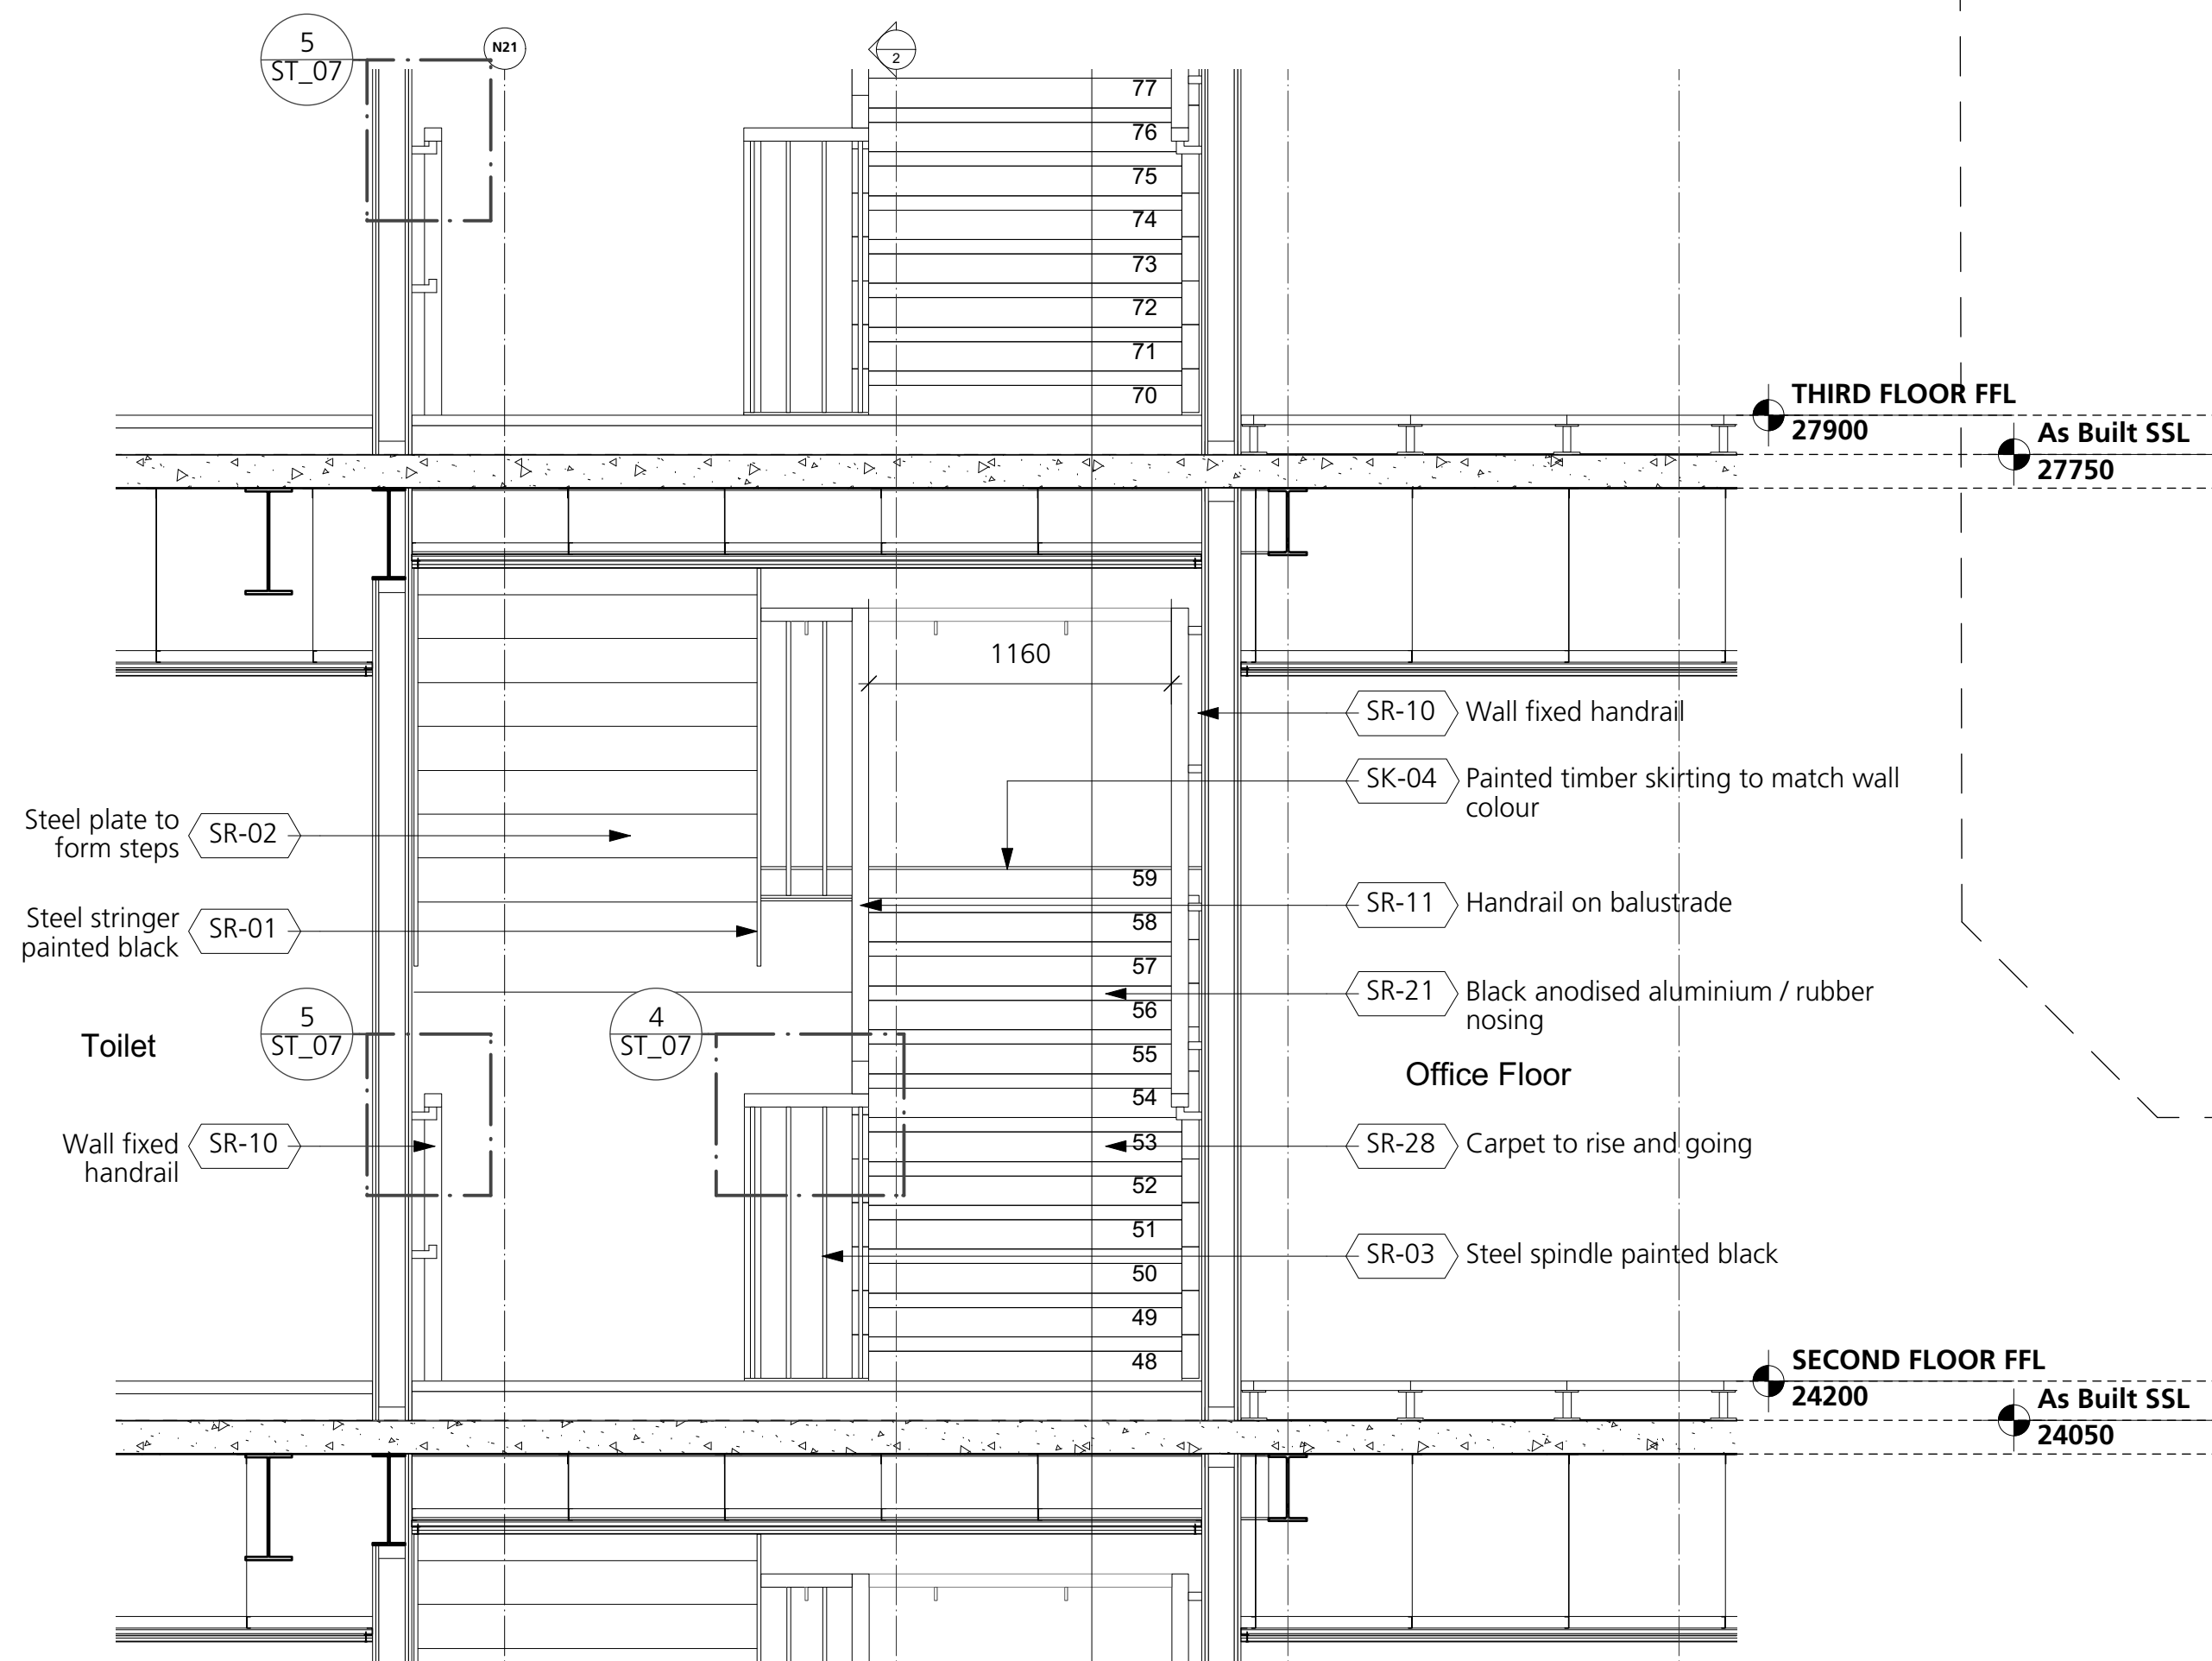 5
ST_07
N21
2
77
76
75
74
73
72
71
70
THIRD FLOOR FFL
27900
As Built SSL
27750
1160
SR-10 Wall fixed handrail
SK-04 Painted timber skirting to match wall
colour
Steel plate to
form steps
SR-02
59
SR-11 Handrail on balustrade
Steel stringer
painted black
SR-01
58
57
SR-21 Black anodised aluminium / rubber
nosing
56
5
ST_07
4
ST_07
Toilet
55
Office Floor
54
Wall fixed
handrail
SR-10
53
SR-28 Carpet to rise and going
52
51
SR-03 Steel spindle painted black
50
49
48
SECOND FLOOR FFL
24200
As Built SSL
24050